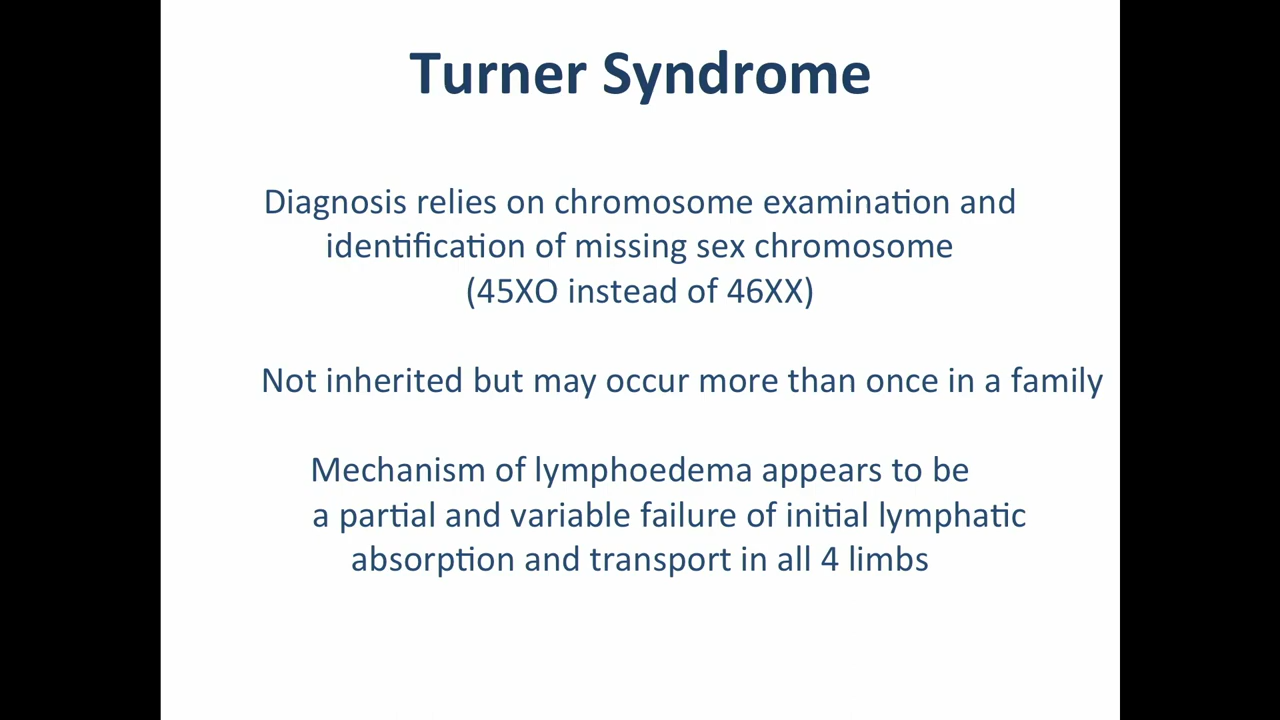 Turner Syndrome
Diagnosis relies on chromosome examination and
identification of missing sex chromosome
(45XO instead of 46XX)
Not inherited but may occur more than once in a family
Mechanism of lymphoedema appears to be
a partial and variable failure of initial lymphatic
absorption and transport in all 4 limbs